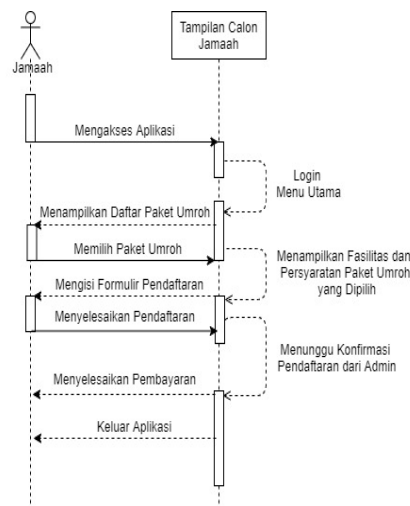 Jamaah
Tampilan Calon
Jamaah
Mengakses Aplikasi
Login
Menu Utama
Menampilkan Daftar Paket Umroh
Memilih Paket Umroh
Menampilkan Fasilitas dan
Persyaratan Paket Umroh
yang Dipilih
Mengisi Formulir Pendaftaran
Menyelesaikan Pendaftaran
Menunggu Konfirmasi
Pendaftaran dari Admin
Menyelesaikan Pembayaran
Keluar Aplikasi